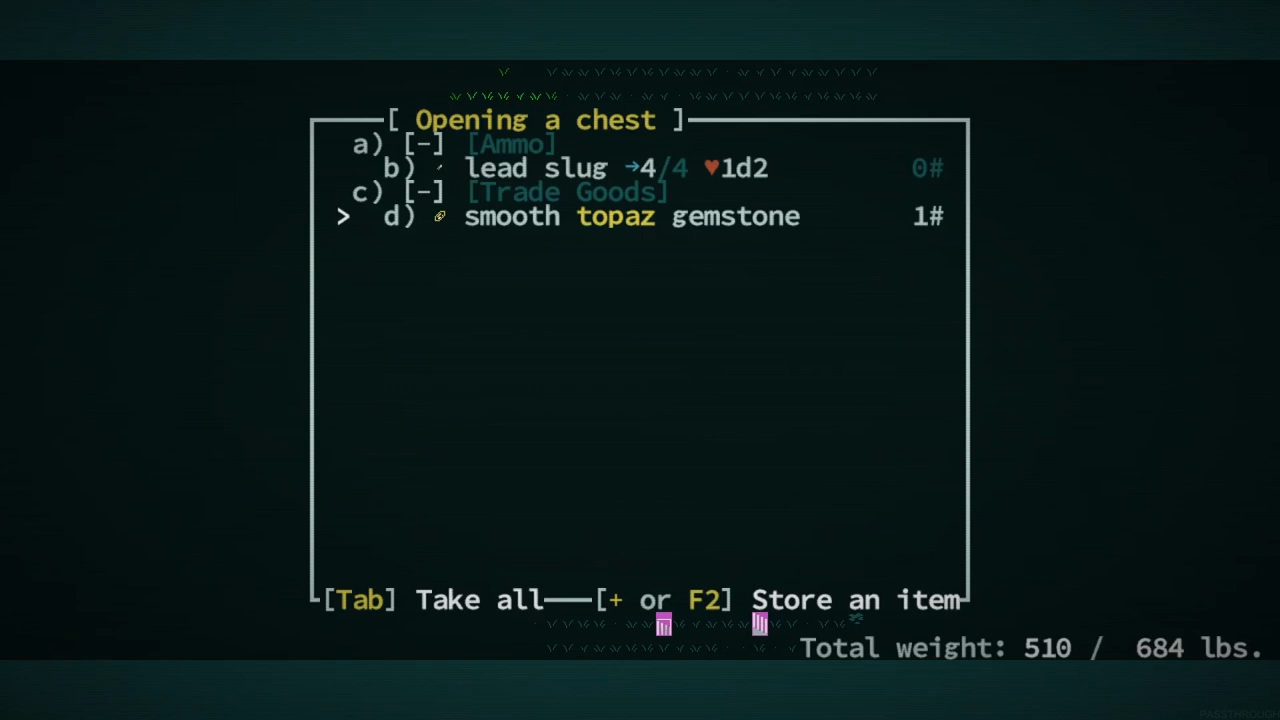 [ Opening a chest ]
a) [-] [Ammo]
b) lead slug →4/4 ♥1d2 0#
c) [-] [Trade Goods]
> d) smooth topaz gemstone 1#
[Tab] Take all [+ or F2] Store an item
Total weight: 510 / 684 lbs.